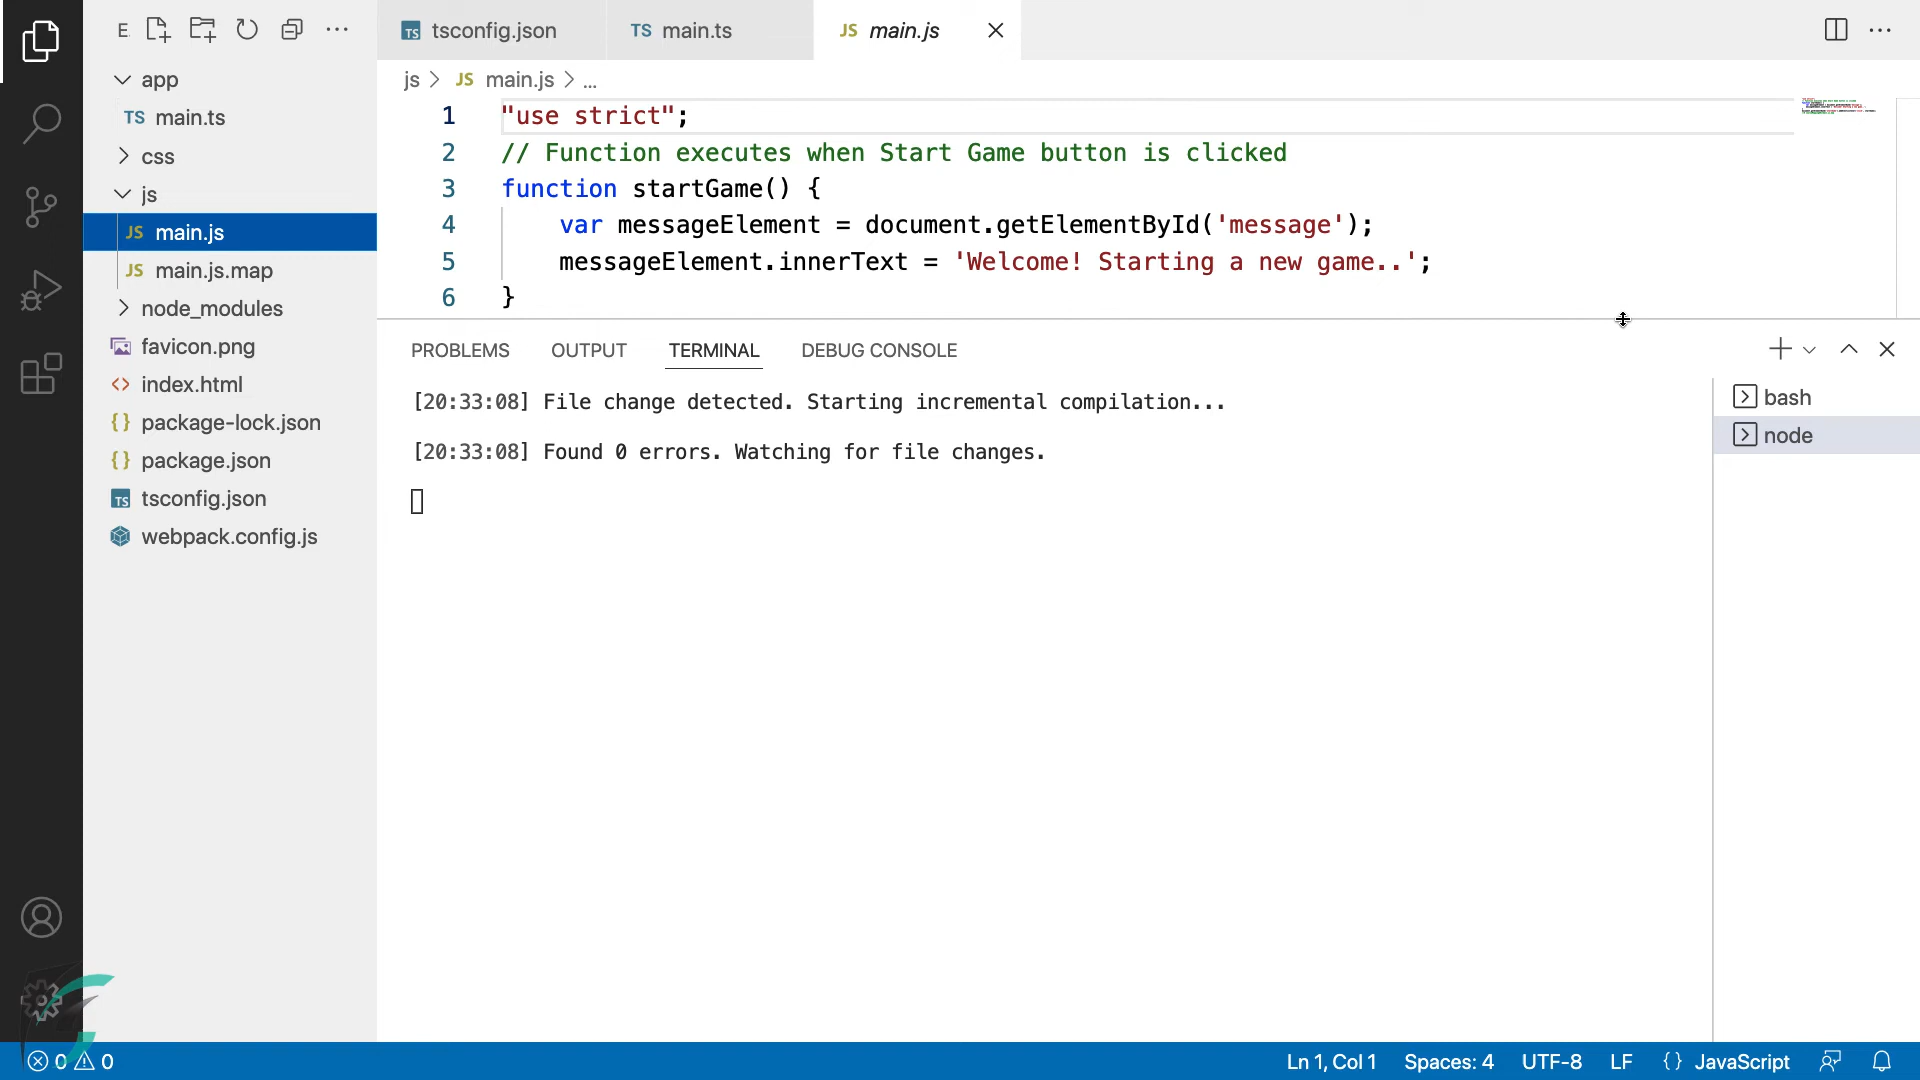 E
app
TS main.ts
css
js
JS main.js
JS main.js.map
node_modules
favicon.png
index.html
{} package-lock.json
{} package.json
TS tsconfig.json
webpack.config.js
TS tsconfig.json
TS main.ts
JS main.js
js > JS main.js > ...
1 "use strict";
2 // Function executes when Start Game button is clicked
3 function startGame() {
4 var messageElement = document.getElementById('message');
5 messageElement.innerText = 'Welcome! Starting a new game..';
6 }
PROBLEMS OUTPUT TERMINAL DEBUG CONSOLE
[20:33:08] File change detected. Starting incremental compilation...
[20:33:08] Found 0 errors. Watching for file changes.
bash
node
0 0
Ln 1, Col 1 Spaces: 4 UTF-8 LF {} JavaScript